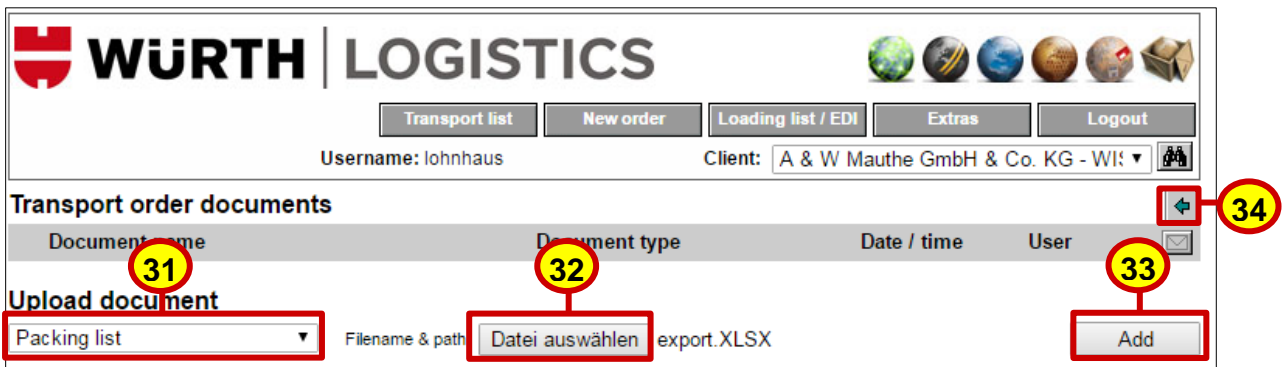 WÜRTH LOGISTICS
Transport list New order Loading list / EDI Extras Logout
Username: lohnhaus Client: A & W Mauthe GmbH & Co. KG - WIS
Transport order documents
34
Document name Document type Date / time User
31 32 33
Upload document
Packing list Filename & path Datei auswählen export.XLSX Add